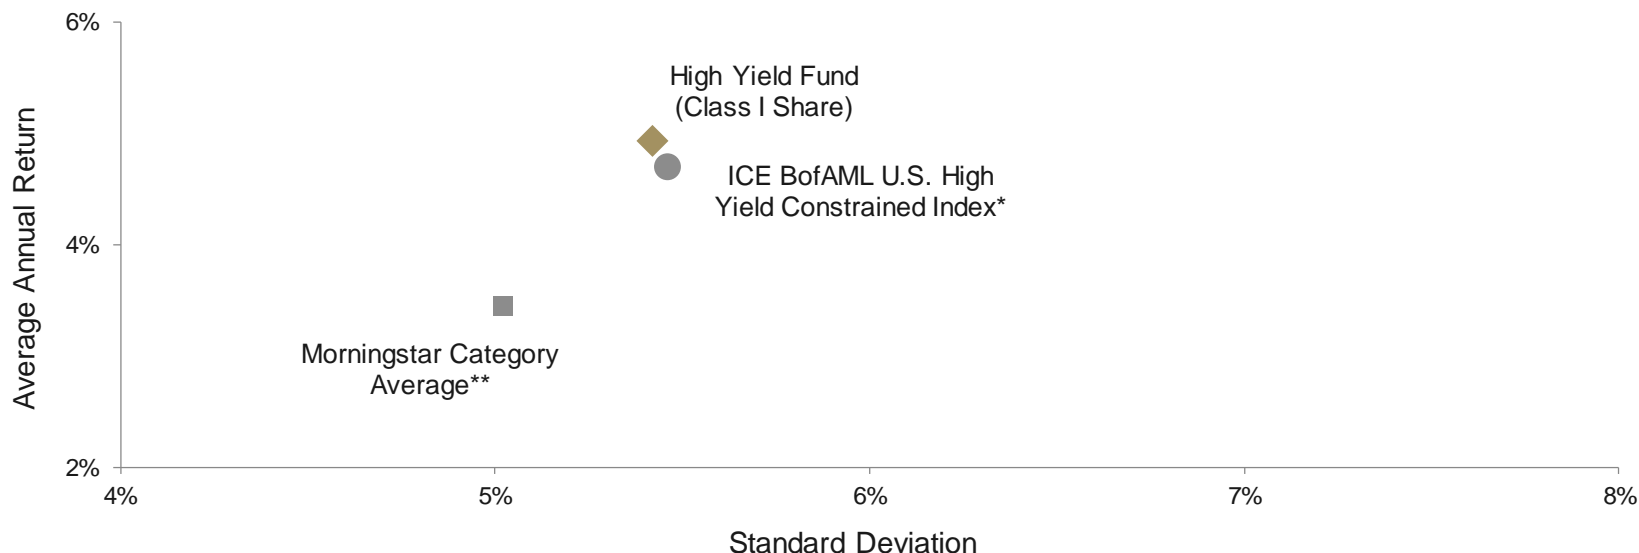 6%
High Yield Fund
(Class I Share)
ICE BofAML U.S. High
Yield Constrained Index*
4%
Average Annual Return
Morningstar Category
Average**
2%
4%
5%
6%
7%
8%
Standard Deviation